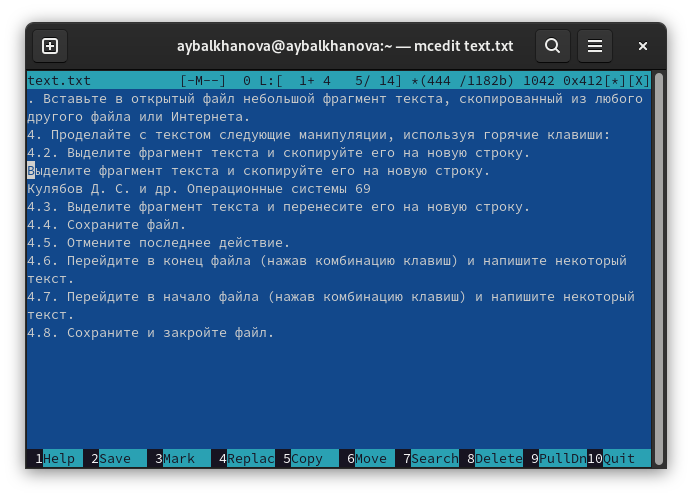 aybalkhanova@aybalkhanova:~ — mcedit text.txt
text.txt [-M--] 0 L:[ 1+ 4 5/ 14] *(444 /1182b) 1042 0x412[*][X]
. Вставьте в открытый файл небольшой фрагмент текста, скопированный из любого
другого файла или Интернета.
4. Проделайте с текстом следующие манипуляции, используя горячие клавиши:
4.2. Выделите фрагмент текста и скопируйте его на новую строку.
Выделите фрагмент текста и скопируйте его на новую строку.
Кулябов Д. С. и др. Операционные системы 69
4.3. Выделите фрагмент текста и перенесите его на новую строку.
4.4. Сохраните файл.
4.5. Отмените последнее действие.
4.6. Перейдите в конец файла (нажав комбинацию клавиш) и напишите некоторый
текст.
4.7. Перейдите в начало файла (нажав комбинацию клавиш) и напишите некоторый
текст.
4.8. Сохраните и закройте файл.
1Help 2Save 3Mark 4Replac 5Copy 6Move 7Search 8Delete 9PullDn 10Quit